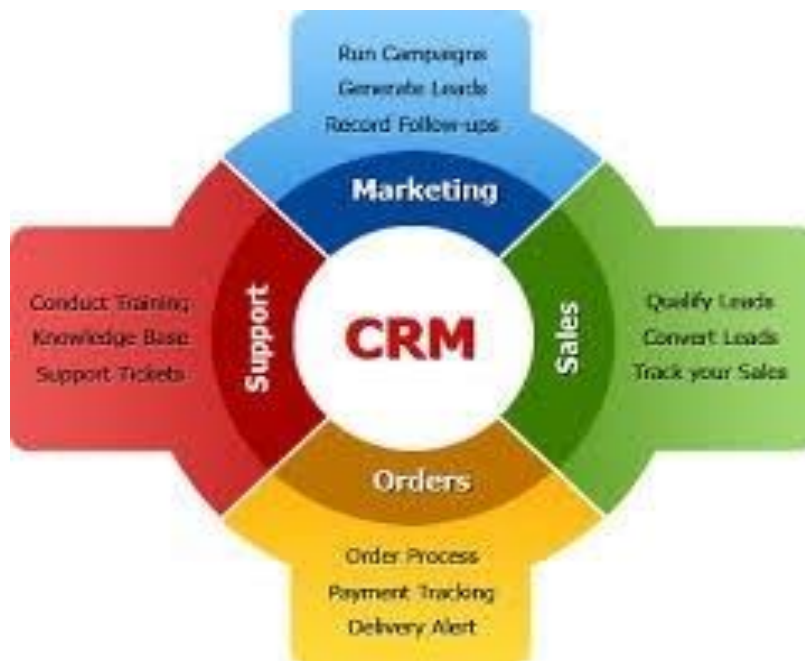 Run Campaigns
Generate Leads
Record Follow-ups
Marketing
Conduct Training
Knowledge Base
Support Tickets
Support
CRM
Sales
Qualify Leads
Convert Leads
Track your Sales
Orders
Order Process
Payment Tracking
Delivery Alert